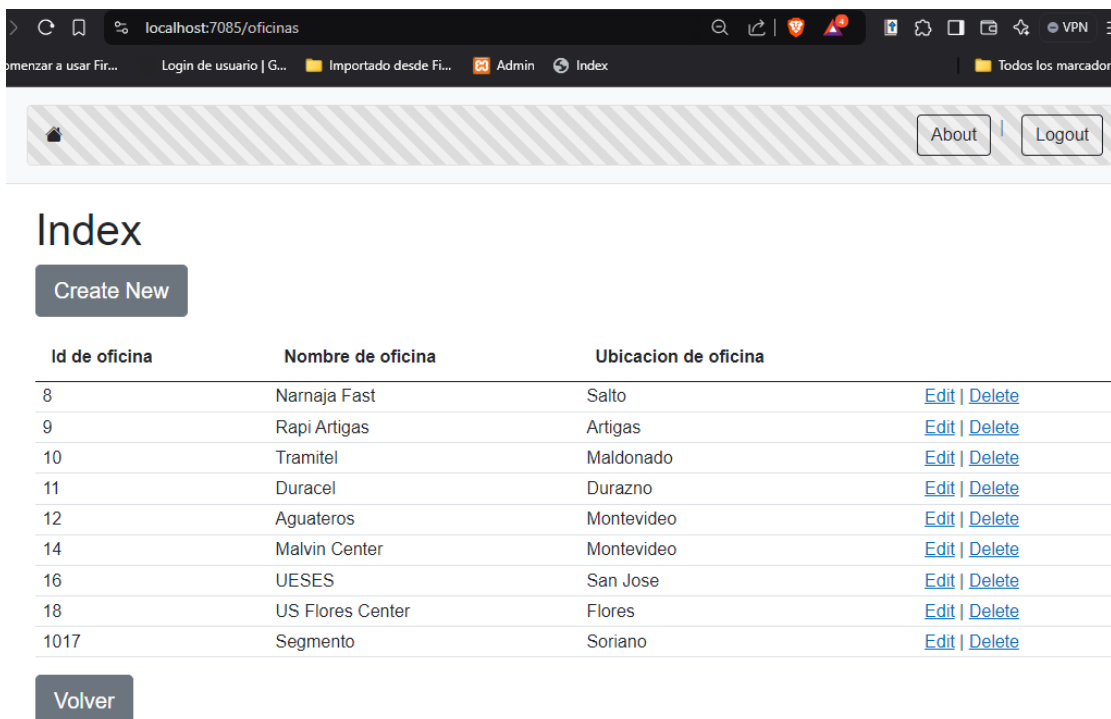 localhost:7085/oficinas
4
VPN
omenzar a usar Fir... Login de usuario | G... Importado desde Fi... Admin Index Todos los marcador
About | Logout
Index
Create New
Id de oficina Nombre de oficina Ubicacion de oficina
8 Narnaja Fast Salto Edit | Delete
9 Rapi Artigas Artigas Edit | Delete
10 Tramitel Maldonado Edit | Delete
11 Duracel Durazno Edit | Delete
12 Aguateros Montevideo Edit | Delete
14 Malvin Center Montevideo Edit | Delete
16 UESES San Jose Edit | Delete
18 US Flores Center Flores Edit | Delete
1017 Segmento Soriano Edit | Delete
Volver